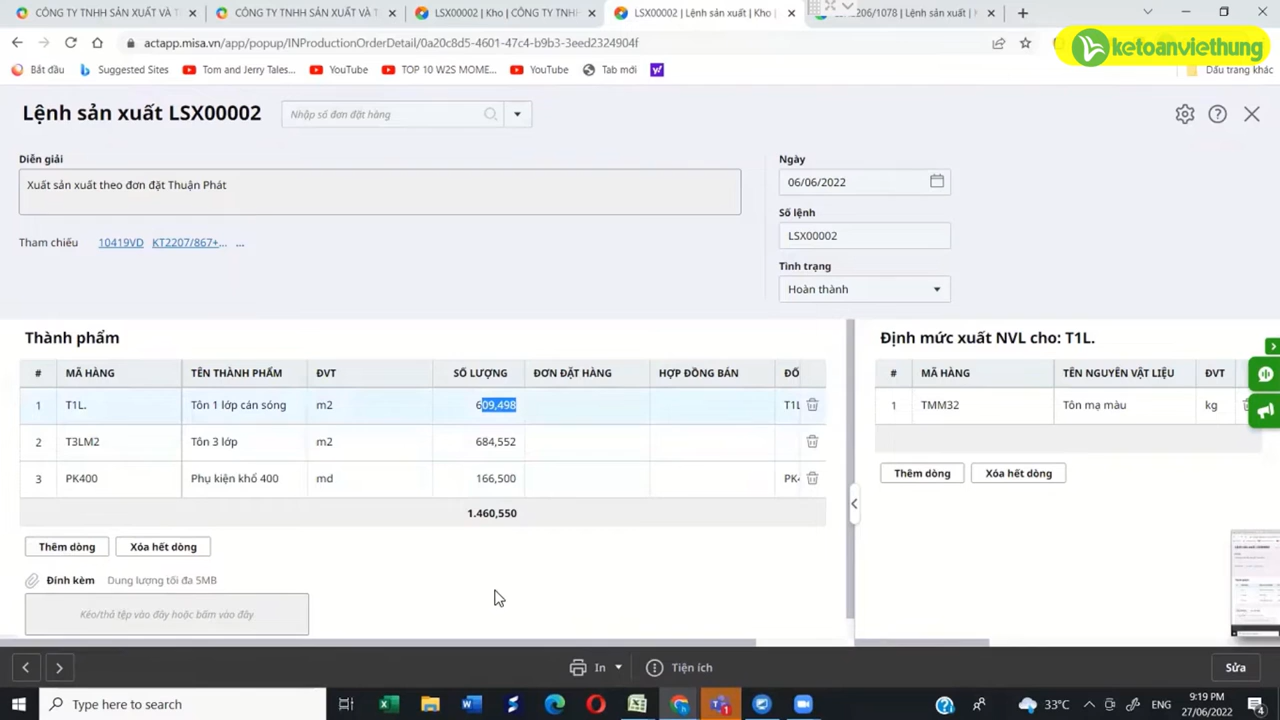 CÔNG TY TNHH SẢN XUẤT VÀ T
CÔNG TY TNHH SẢN XUẤT VÀ T
LSX00002 | Kho | CÔNG TY TNHH
LSX00002 | Lệnh sản xuất | Kho |
206/1078 | Lệnh sản xuất |
actapp.misa.vn/app/popup/INProductionOrderDetail/0a20c8d5-4601-47c4-b9b3-3eed2324904f
ketoanviethung
Bắt đầu
Suggested Sites
Tom and Jerry Tales...
YouTube
TOP 10 W2S MOME...
YouTube
Tab mới
Dấu trang khác
Lệnh sản xuất LSX00002
Nhập số đơn đặt hàng
Diễn giải
Xuất sản xuất theo đơn đặt Thuận Phát
Tham chiếu 10419VD KT2207/867+... ...
Ngày
06/06/2022
Số lệnh
LSX00002
Tình trạng
Hoàn thành
Thành phẩm
# MÃ HÀNG TÊN THÀNH PHẨM ĐVT SỐ LƯỢNG ĐƠN ĐẶT HÀNG HỢP ĐỒNG BÁN ĐỐ
1 T1L. Tôn 1 lớp cán sóng m2 609,498 T1L
2 T3LM2 Tôn 3 lớp m2 684,552
3 PK400 Phụ kiện khổ 400 md 166,500 PK4
1.460,550
Thêm dòng Xóa hết dòng
Đính kèm Dung lượng tối đa 5MB
Kéo/thả tệp vào đây hoặc bấm vào đây
Định mức xuất NVL cho: T1L.
# MÃ HÀNG TÊN NGUYÊN VẬT LIỆU ĐVT
1 TMM32 Tôn mạ màu kg
Thêm dòng Xóa hết dòng
In Tiện ích Sửa
Type here to search
33°C ENG
9:19 PM
27/06/2022
4